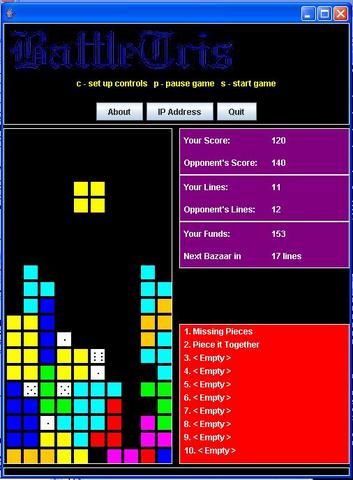 BattleTris
c - set up controls p - pause game s - start game
About IP Address Quit
Your Score: 120
Opponent's Score: 140
Your Lines: 11
Opponent's Lines: 12
Your Funds: 153
Next Bazaar in 17 lines
1. Missing Pieces
2. Piece it Together
3. < Empty >
4. < Empty >
5. < Empty >
6. < Empty >
7. < Empty >
8. < Empty >
9. < Empty >
10. < Empty >